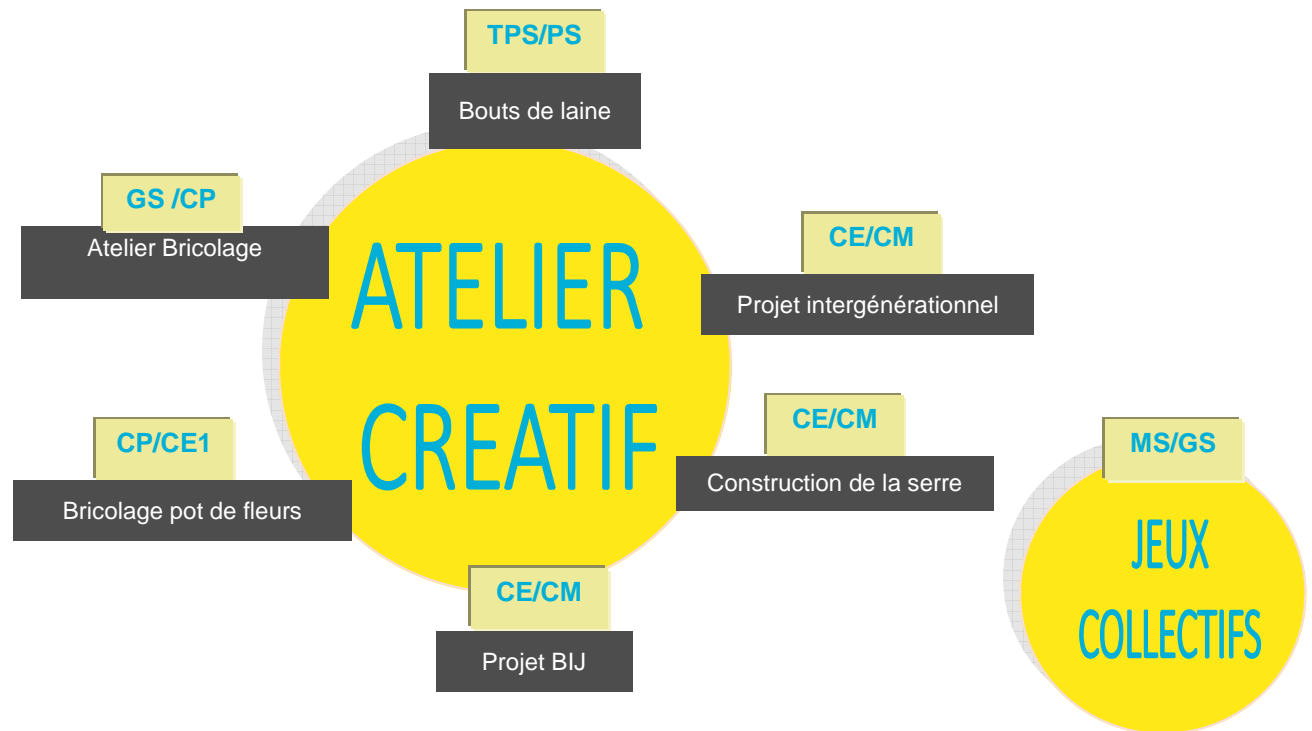 TPS/PS
Bouts de laine
GS /CP
Atelier Bricolage
CE/CM
Projet intergénérationnel
ATELIER
CREATIF
CP/CE1
Bricolage pot de fleurs
CE/CM
Construction de la serre
CE/CM
Projet BIJ
MS/GS
JEUX
COLLECTIFS